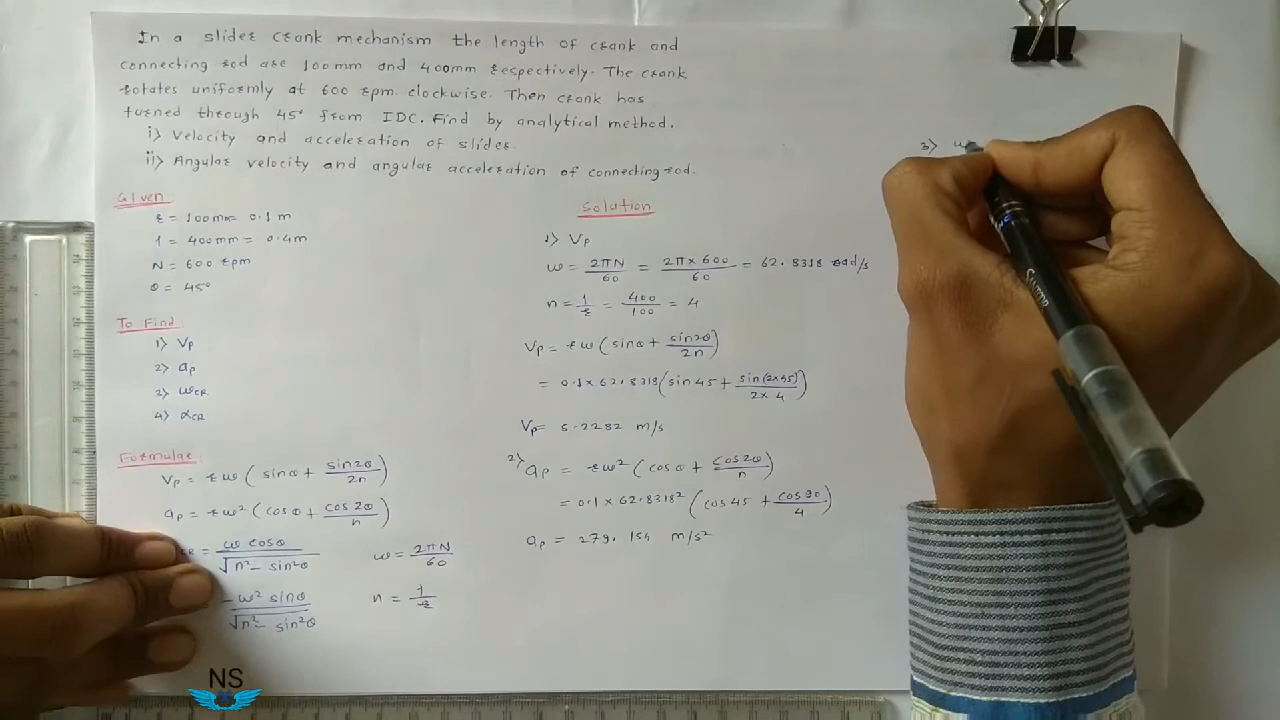 In a slider crank mechanism the length of crank and
connecting rod are 100mm and 400mm respectively. The crank
rotates uniformly at 600 rpm clockwise. Then crank has
turned through 45° from IDC. Find by analytical method.
i) Velocity and acceleration of slider.
ii) Angular velocity and angular acceleration of connecting rod.
Given
r = 100mm = 0.1 m
l = 400mm = 0.4m
N = 600 rpm
θ = 45°
To Find
1) Vp
2) ap
3) ωCR
4) αCR
Formulae
Vp = rω ( sinθ + sin2θ/2n )
ap = rω² ( cosθ + cos2θ/n )
CR = ω cosθ / √n² - sin²θ
ω = 2πN/60
= -ω² sinθ / √n² - sin²θ
n = l/r
Solution
1) Vp
ω = 2πN/60 = 2π×600/60 = 62.8318 rad/s
n = l/r = 400/100 = 4
Vp = rω ( sinθ + sin2θ/2n )
= 0.1×62.8318 ( sin 45 + sin(2×45)/2×4 )
Vp = 5.2282 m/s
2) ap = rω² ( cosθ + cos2θ/n )
= 0.1×62.8318² ( cos 45 + cos 90/4 )
ap = 279.154 m/s²
3) ω
SINTOR
NS